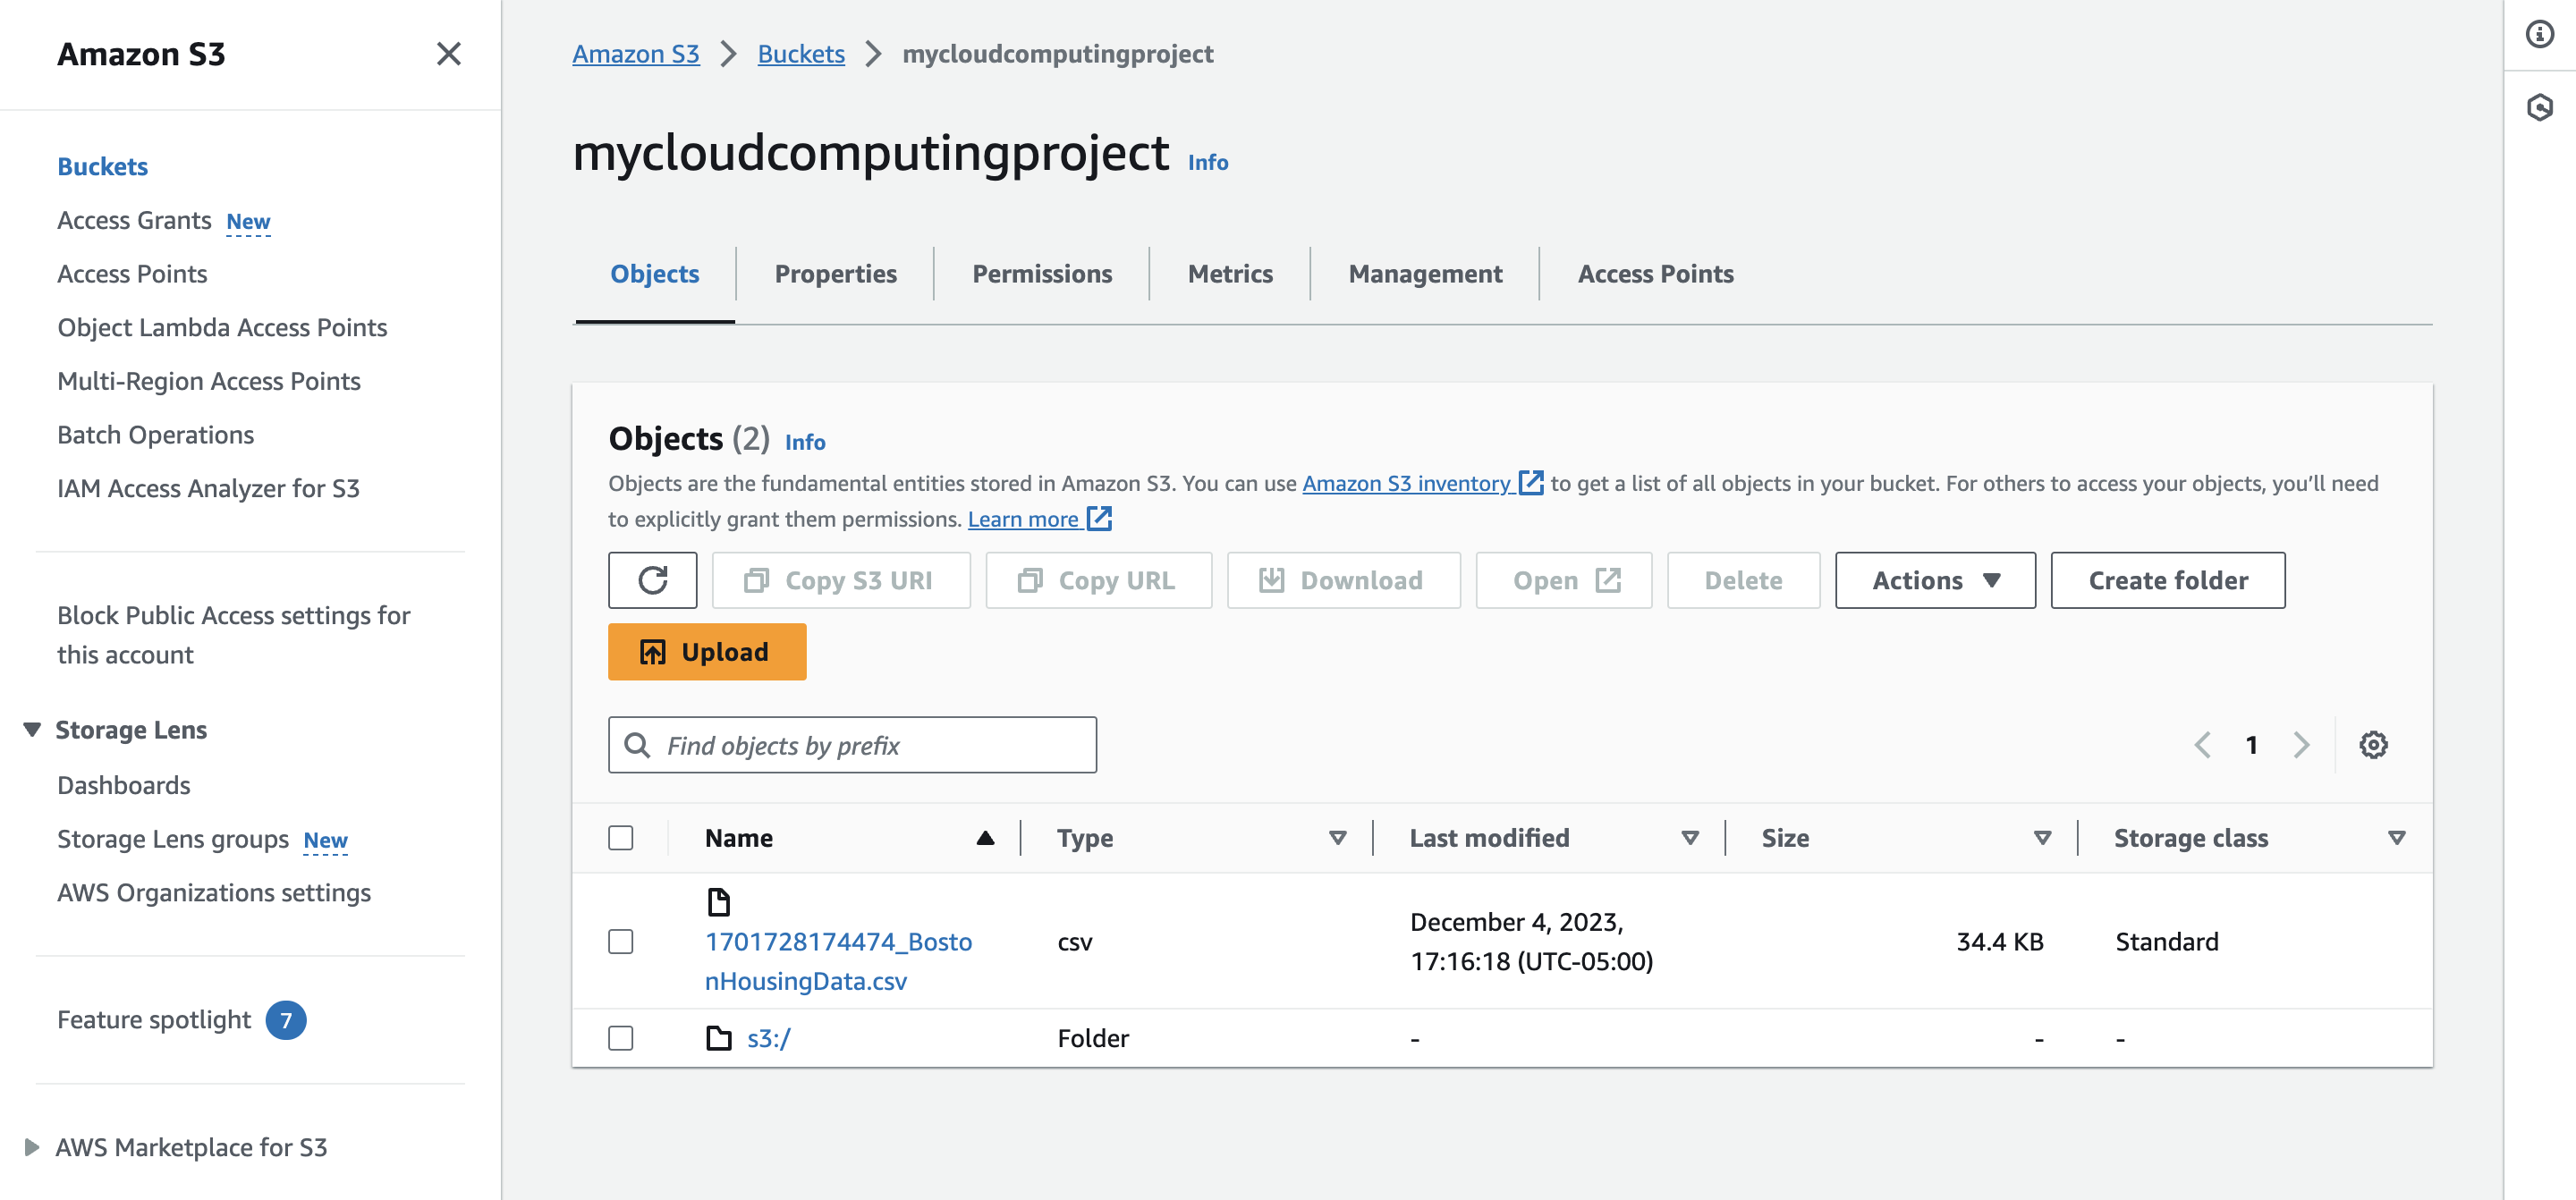 Amazon S3
Buckets
Access Grants New
Access Points
Object Lambda Access Points
Multi-Region Access Points
Batch Operations
IAM Access Analyzer for S3
Block Public Access settings for
this account
Storage Lens
Dashboards
Storage Lens groups New
AWS Organizations settings
Feature spotlight 7
AWS Marketplace for S3
Amazon S3 > Buckets > mycloudcomputingproject
mycloudcomputingproject Info
Objects Properties Permissions Metrics Management Access Points
Objects (2) Info
Objects are the fundamental entities stored in Amazon S3. You can use Amazon S3 inventory to get a list of all objects in your bucket. For others to access your objects, you’ll need
to explicitly grant them permissions. Learn more
Copy S3 URI Copy URL Download Open Delete Actions Create folder
Upload
Find objects by prefix
1
Name Type Last modified Size Storage class
1701728174474_Bosto
nHousingData.csv
csv
December 4, 2023,
17:16:18 (UTC-05:00)
34.4 KB
Standard
s3:/ Folder - - -